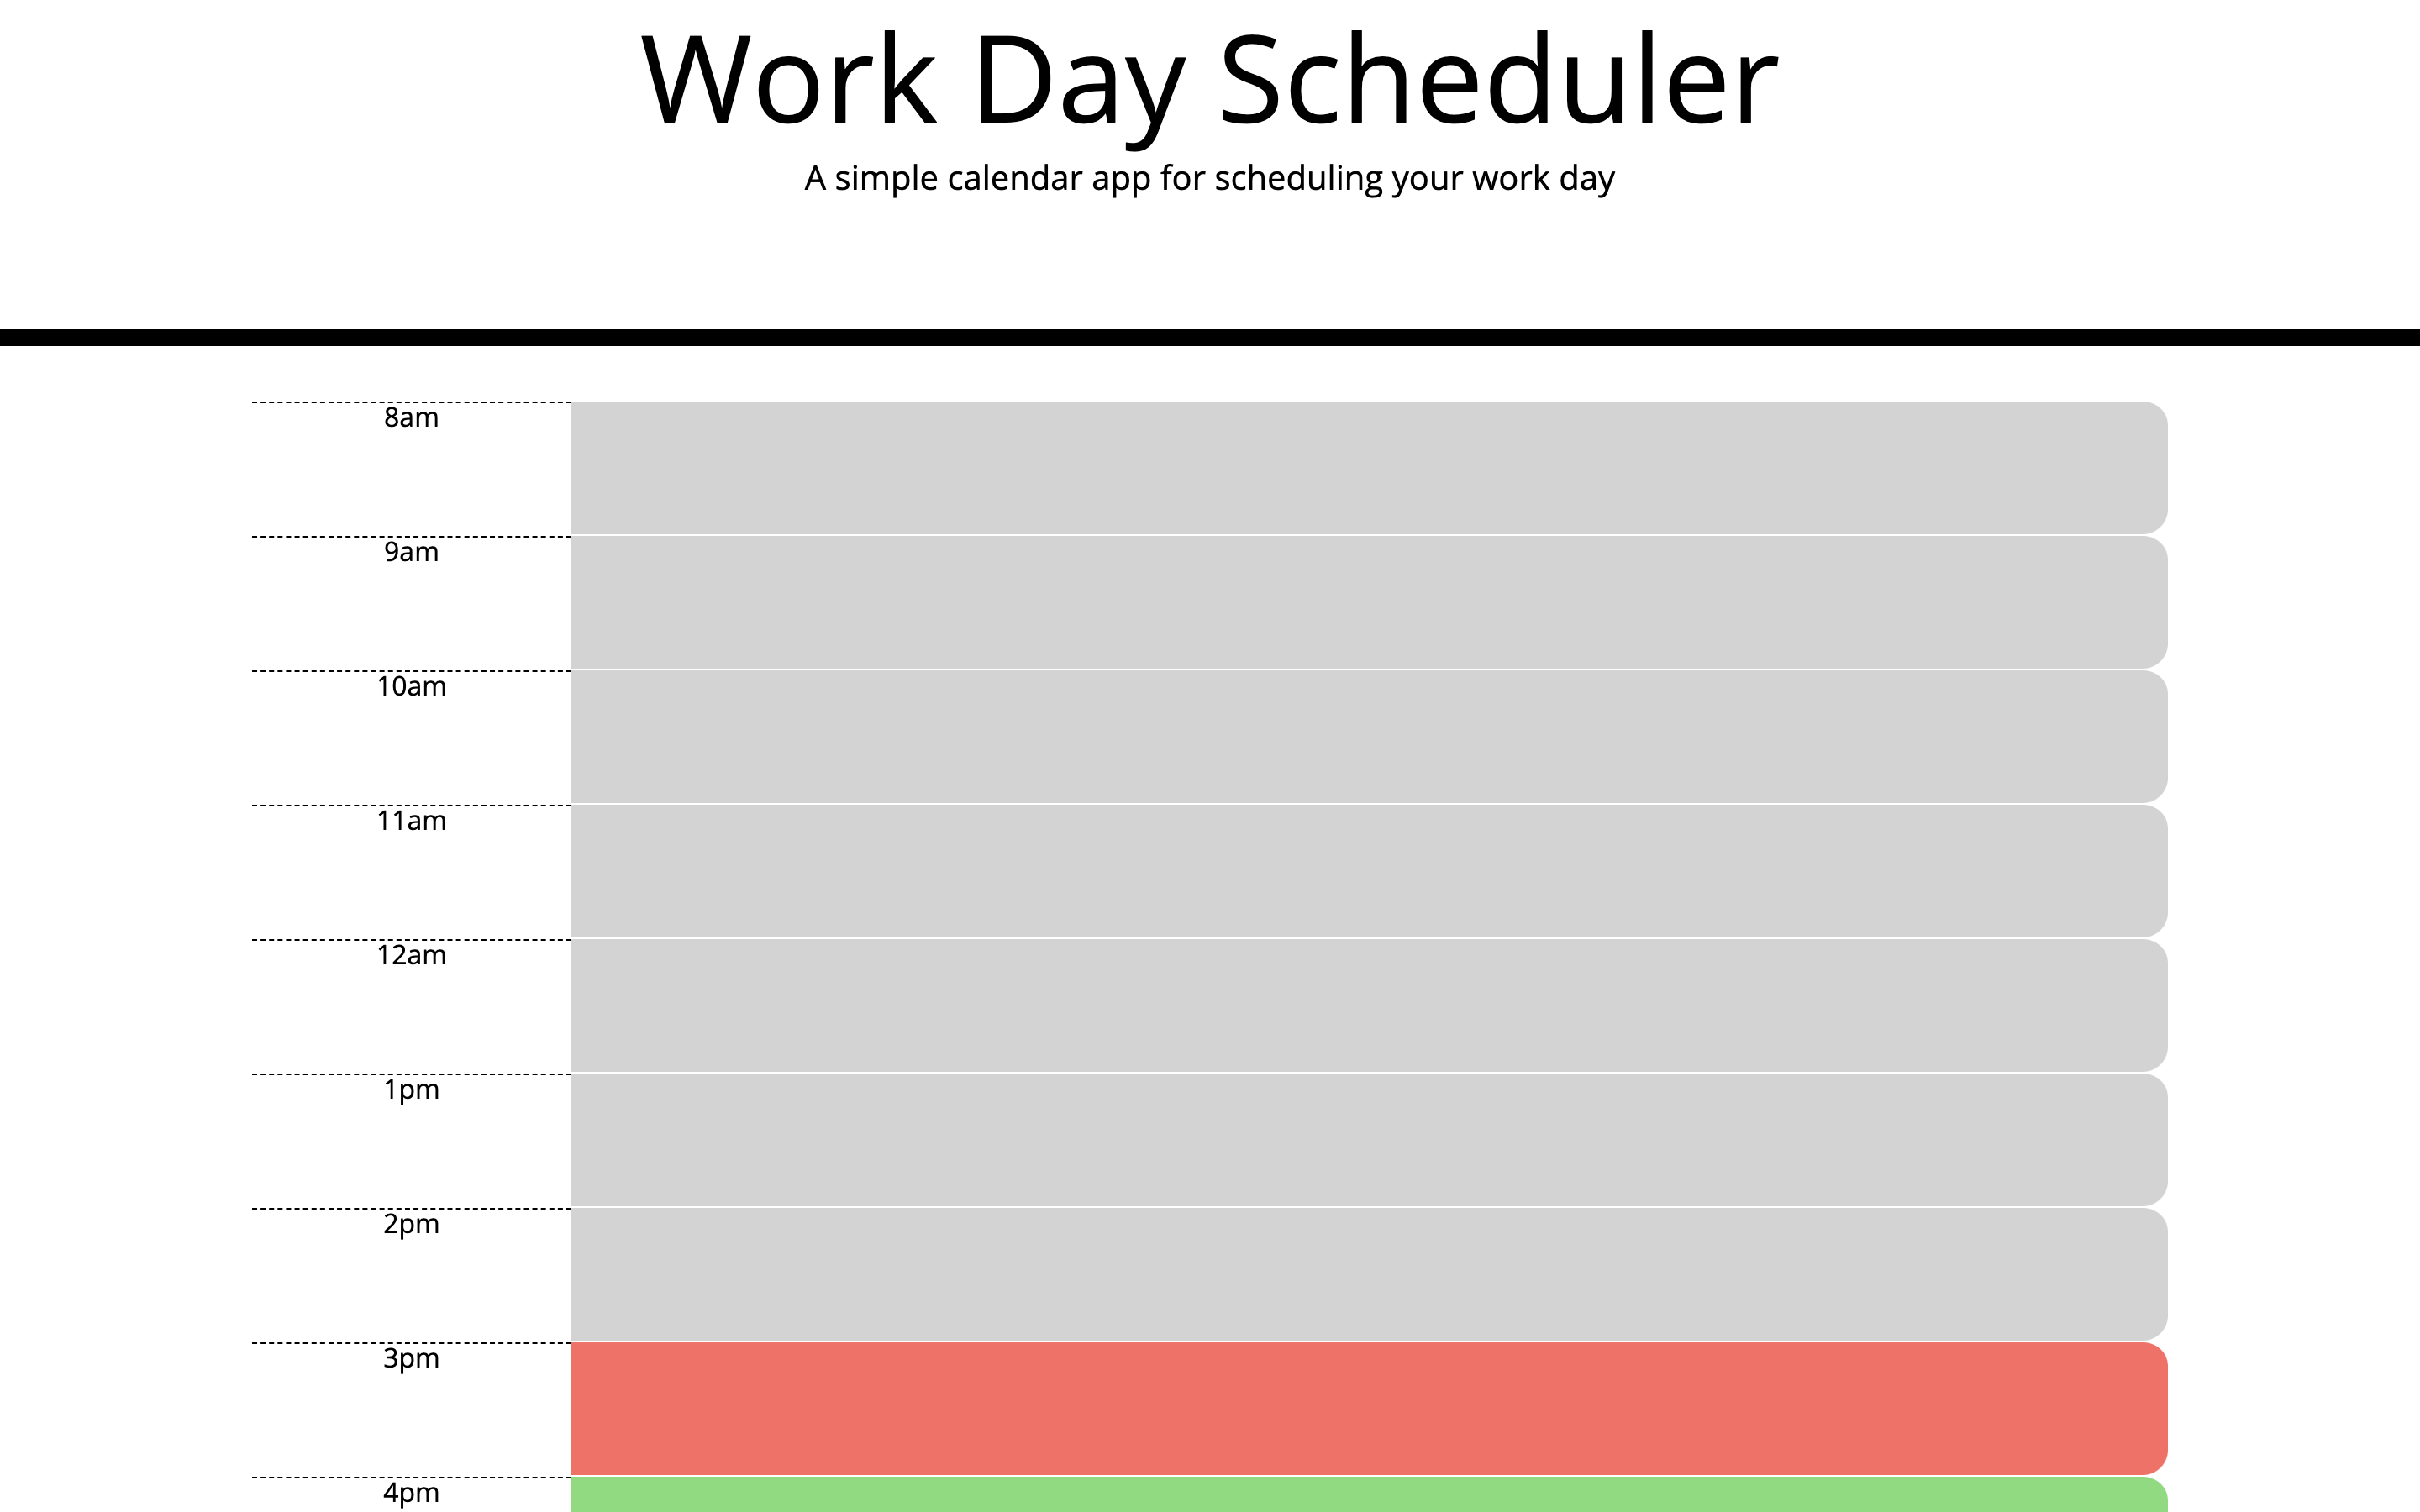 Work Day Scheduler
A simple calendar app for scheduling your work day
8am
9am
10am
11am
12am
1pm
2pm
3pm
4pm